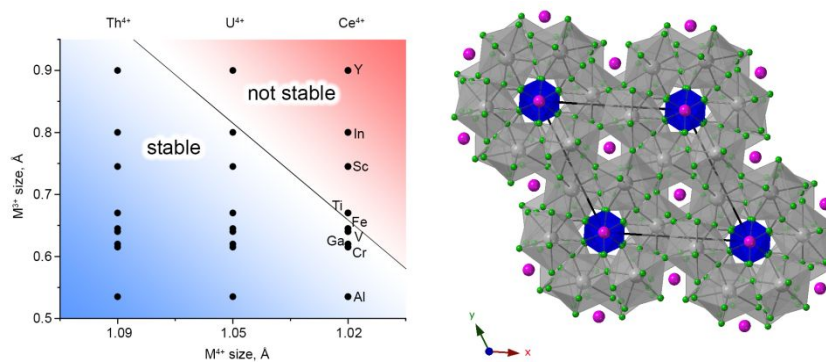 Th⁴⁺ U⁴⁺ Ce⁴⁺
M³⁺ size, Å
0.9
0.8
0.7
0.6
0.5
not stable
stable
Y
In
Sc
Ti
Fe
Ga V
Cr
Al
1.09 1.05 1.02
M⁴⁺ size, Å
y
x